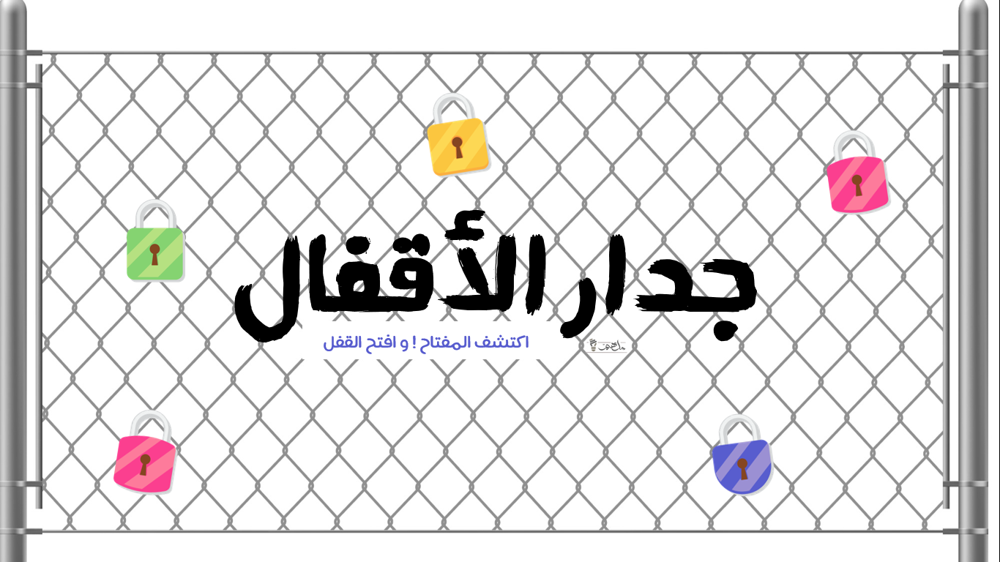 جدار الأقفال
اكتشف المفتاح ! و افتح القفل